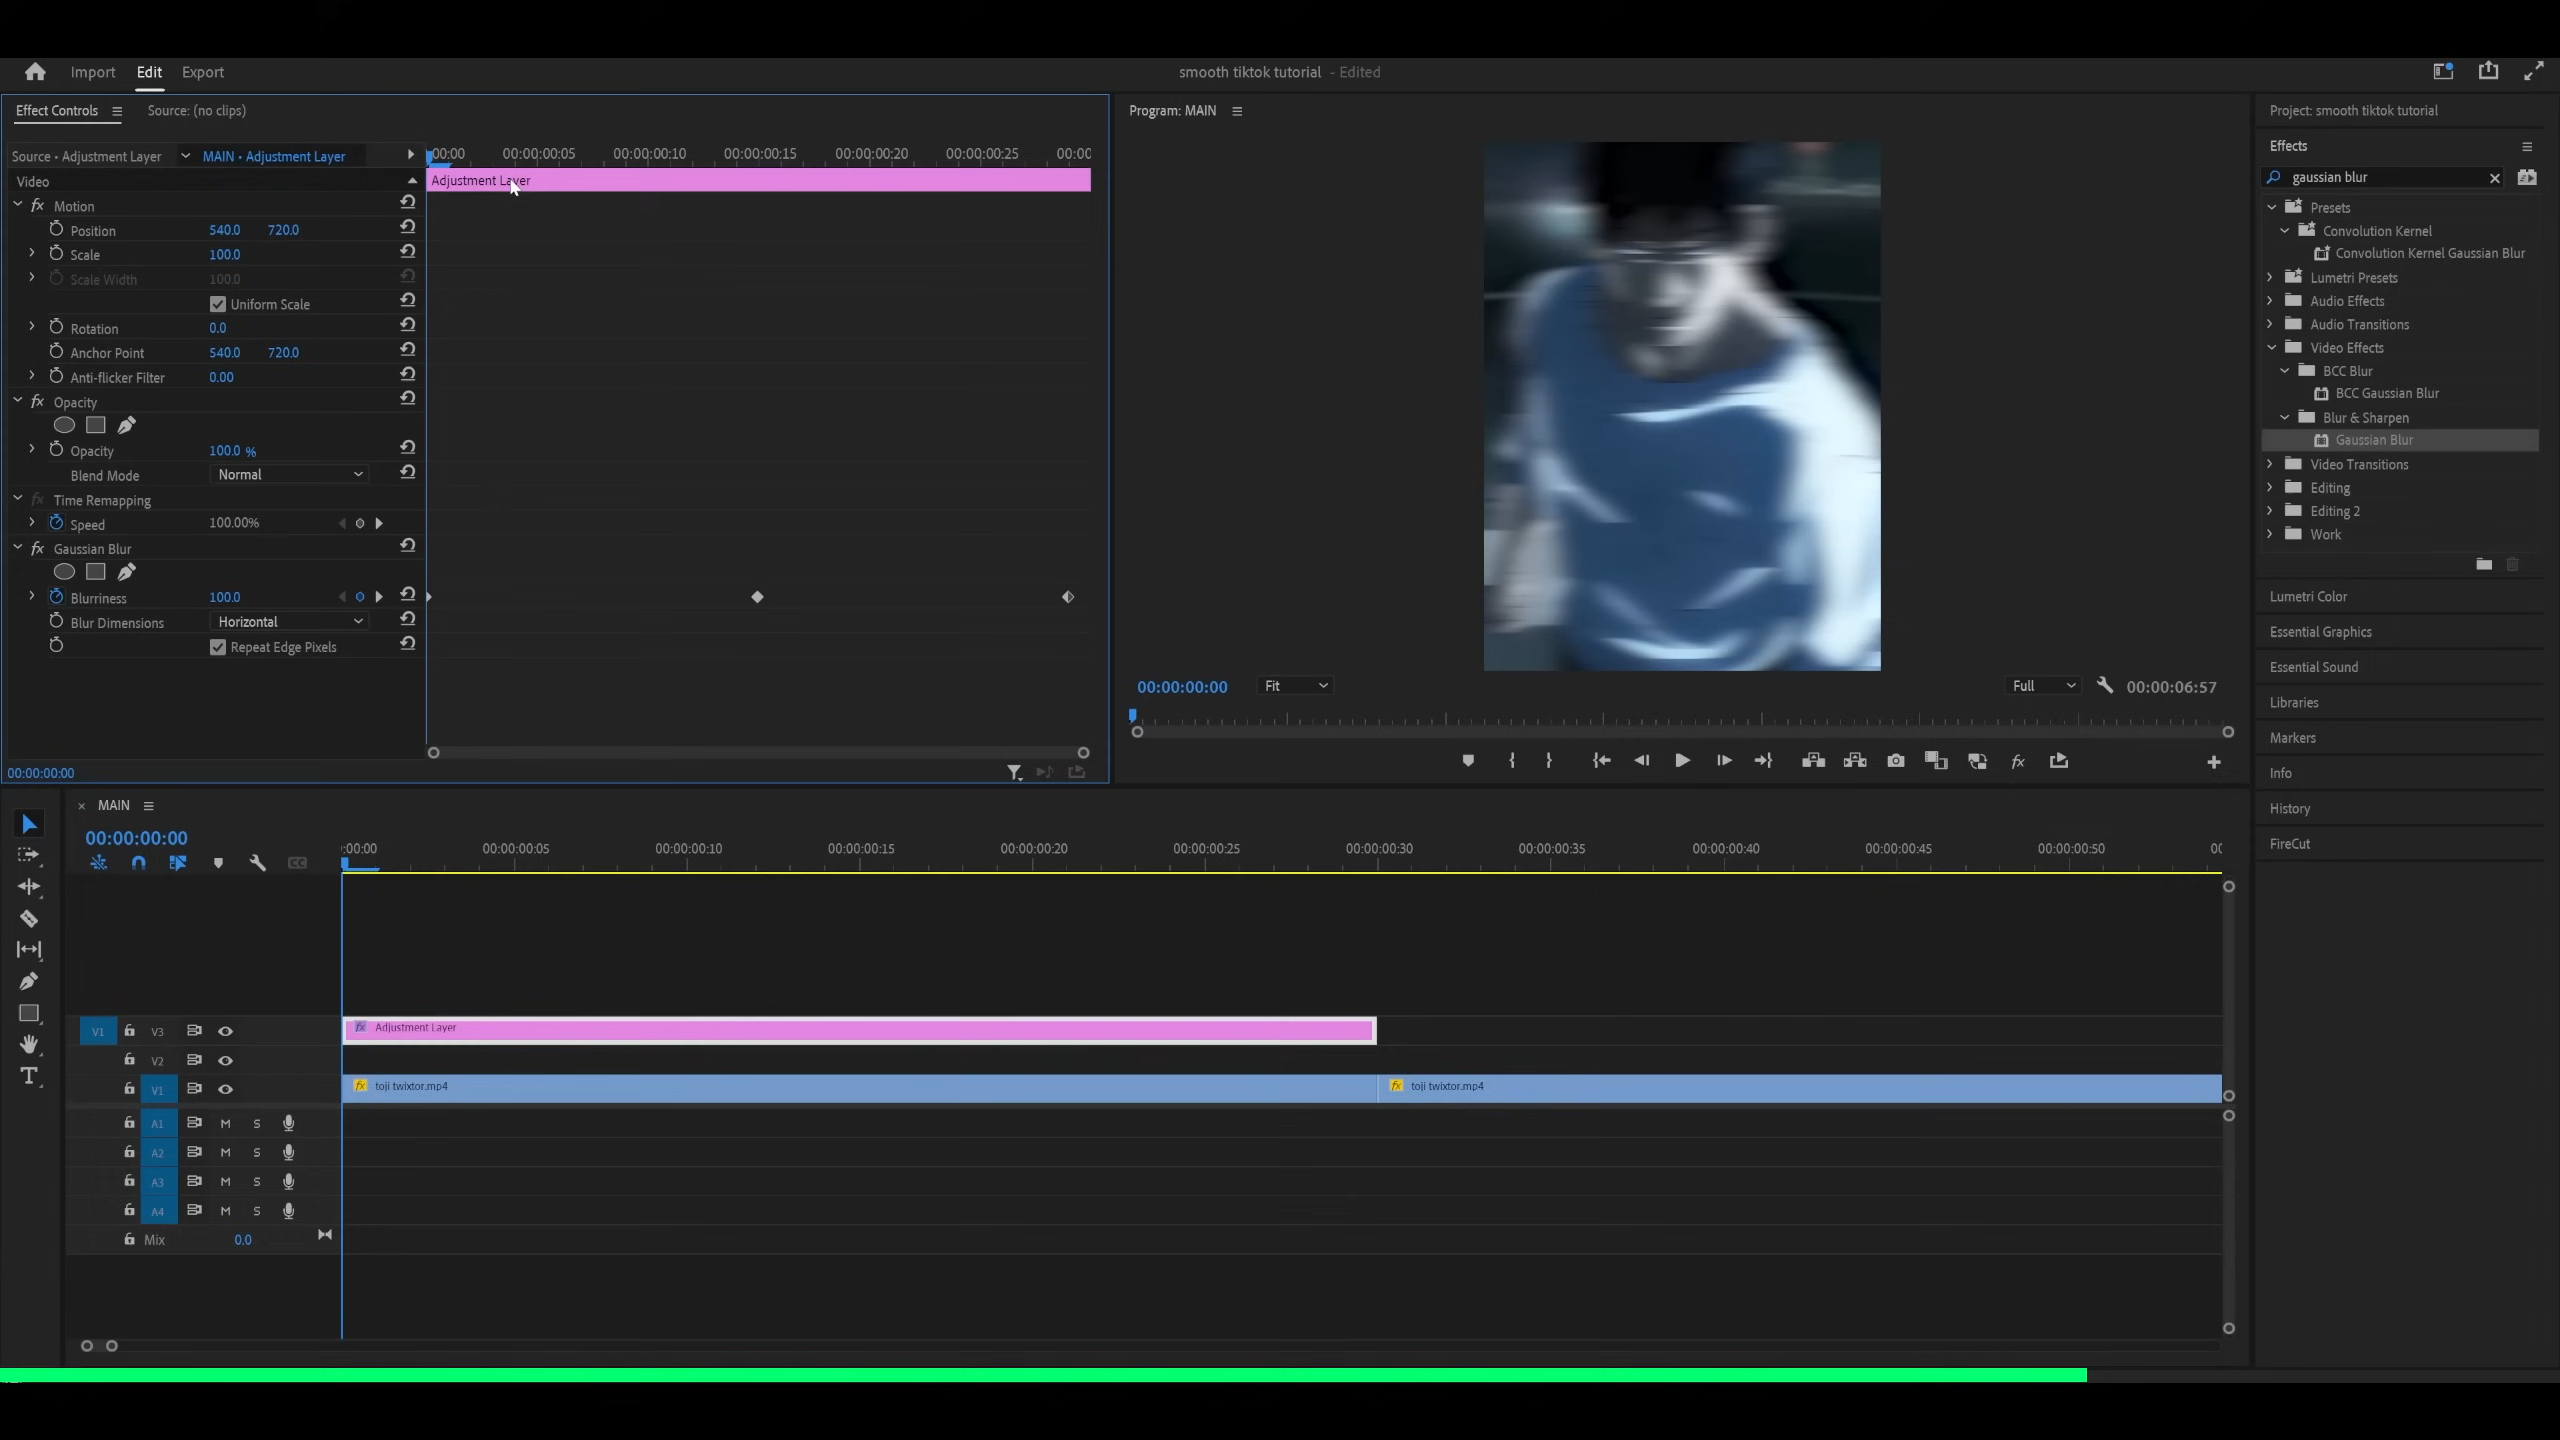 Import Edit Export
smooth tiktok tutorial - Edited
Effect Controls Source: (no clips)
Source • Adjustment Layer MAIN • Adjustment Layer
:00:00 00:00:00:05 00:00:00:10 00:00:00:15 00:00:00:20 00:00:00:25 00:00
Video
Adjustment Layer
fx Motion
Position 540.0 720.0
Scale 100.0
Scale Width 100.0
Uniform Scale
Rotation 0.0
Anchor Point 540.0 720.0
Anti-flicker Filter 0.00
fx Opacity
Opacity 100.0 %
Blend Mode Normal
fx Time Remapping
Speed 100.00%
fx Gaussian Blur
Blurriness 100.0
Blur Dimensions Horizontal
Repeat Edge Pixels
00:00:00:00
Program: MAIN
00:00:00:00 Fit Full 00:00:06:57
fx
Project: smooth tiktok tutorial
Effects
gaussian blur
Presets
Convolution Kernel
Convolution Kernel Gaussian Blur
Lumetri Presets
Audio Effects
Audio Transitions
Video Effects
BCC Blur
BCC Gaussian Blur
Blur & Sharpen
Gaussian Blur
Video Transitions
Editing
Editing 2
Work
Lumetri Color
Essential Graphics
Essential Sound
Libraries
Markers
Info
History
FireCut
× MAIN
00:00:00:00
:00:00 00:00:00:05 00:00:00:10 00:00:00:15 00:00:00:20 00:00:00:25 00:00:00:30 00:00:00:35 00:00:00:40 00:00:00:45 00:00:00:50 00
CC
V1 V3 fx Adjustment Layer
V2
V1 fx toji twixtor.mp4 fx toji twixtor.mp4
A1 M S
A2 M S
A3 M S
A4 M S
Mix 0.0
T